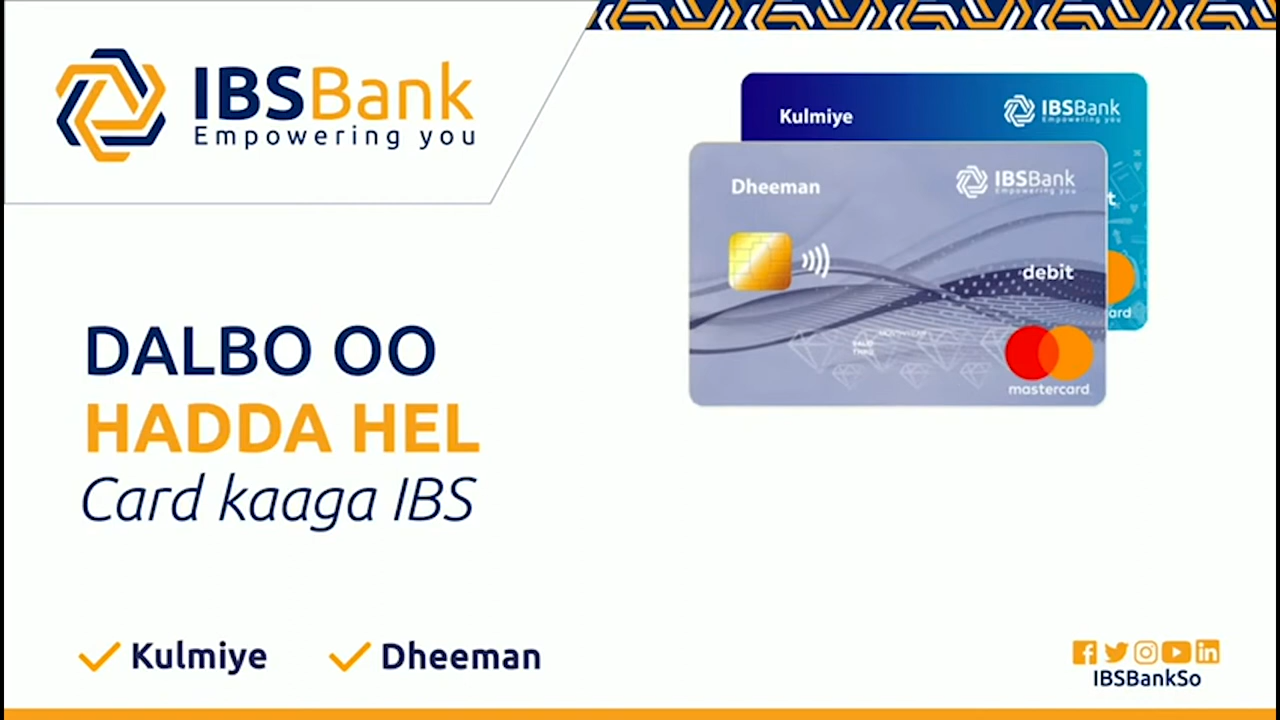 IBSBank
Empowering you
Kulmiye
IBSBank
Empowering you
Dheeman
IBSBank
Empowering you
debit
mastercard
DALBO OO
HADDA HEL
Card kaaga IBS
Kulmiye
Dheeman
IBSBankSo